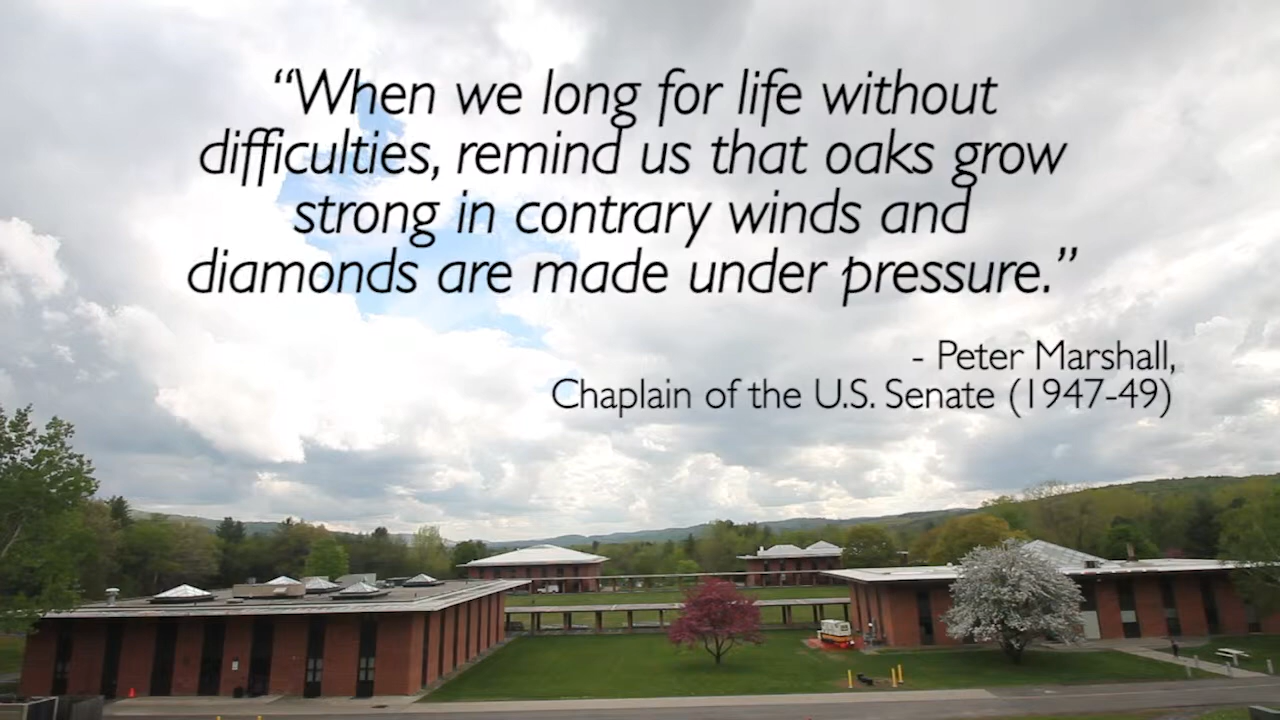 “When we long for life without
difficulties, remind us that oaks grow
strong in contrary winds and
diamonds are made under pressure.”
- Peter Marshall,
Chaplain of the U.S. Senate (1947-49)